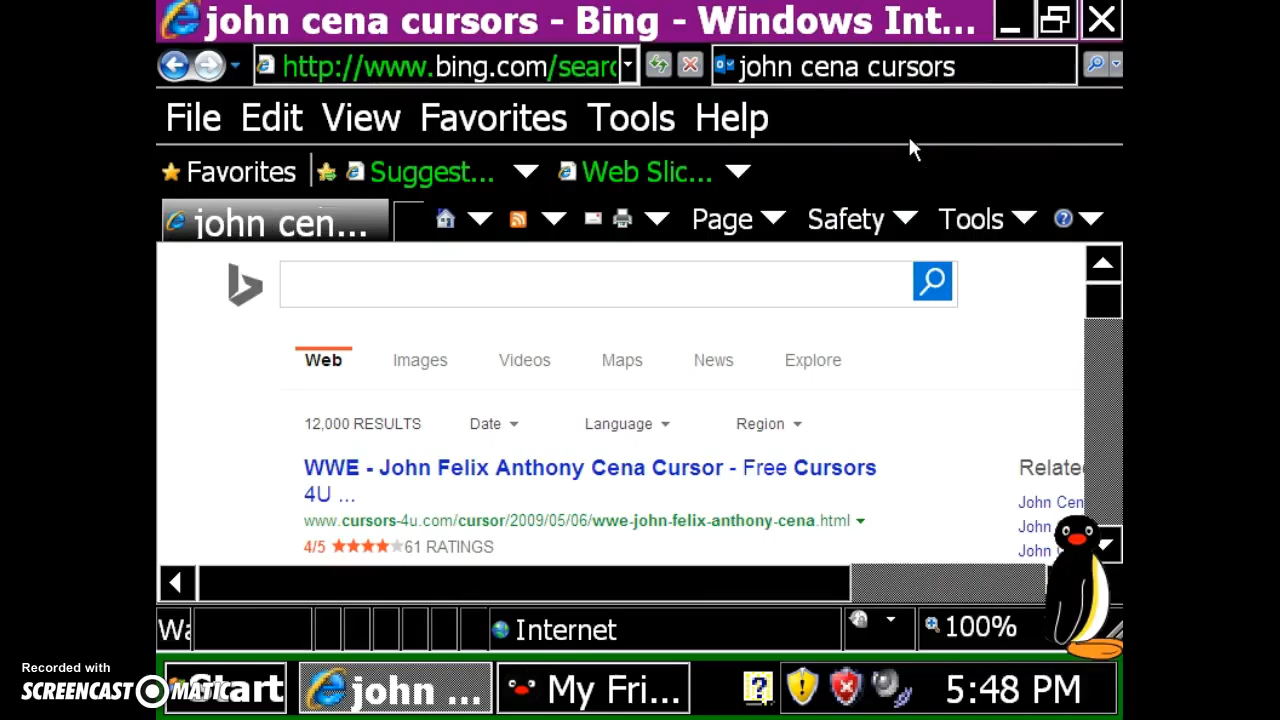 john cena cursors - Bing - Windows Int...
http://www.bing.com/searc
john cena cursors
File Edit View Favorites Tools Help
Favorites Suggest... Web Slic...
john cen... Page Safety Tools
Web Images Videos Maps News Explore
12,000 RESULTS Date Language Region
WWE - John Felix Anthony Cena Cursor - Free Cursors
4U ...
www.cursors-4u.com/cursor/2009/05/06/wwe-john-felix-anthony-cena.html
4/5 61 RATINGS
Relate
John Cen
John
John
Wa Internet 100%
Recorded with
SCREENCAST MATIC
Start john ... My Fri... 5:48 PM